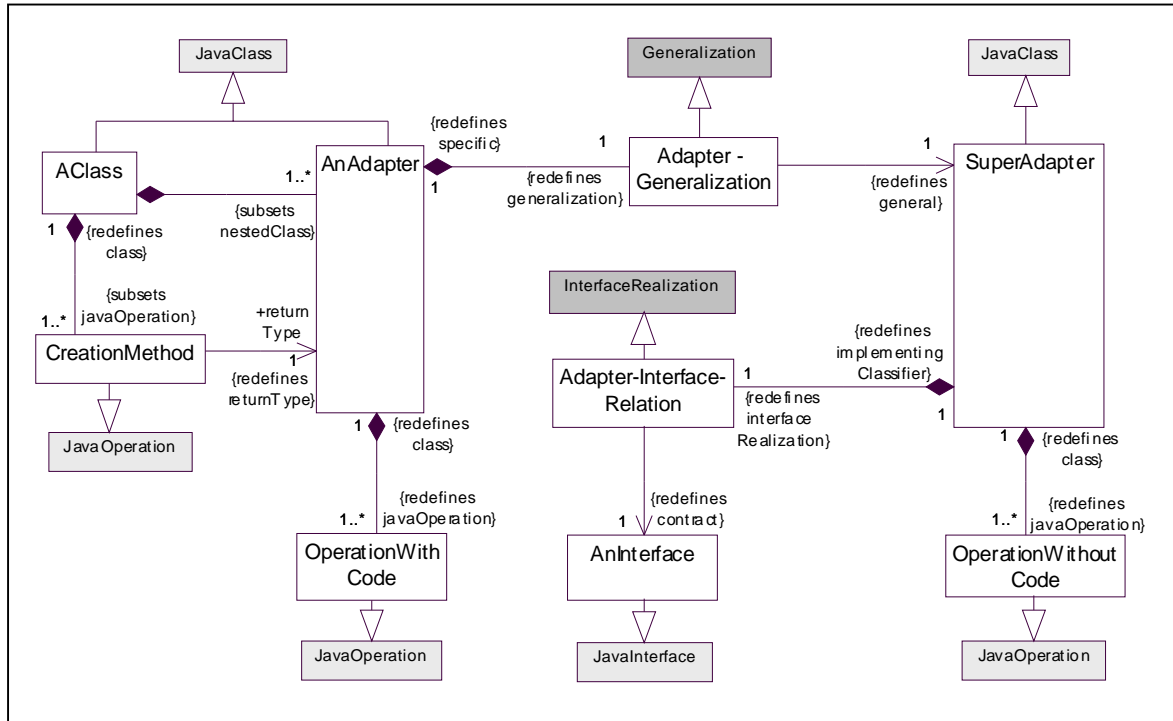 JavaClass
Generalization
JavaClass
{redefines
specific}
1
1
Adapter -
Generalization
{redefines
generalization}
1
{redefines
general}
SuperAdapter
AClass
AnAdapter
1..*
{subsets
nestedClass}
1
{redefines
class}
{subsets
javaOperation}
1..*
CreationMethod
+return
Type
1
{redefines
returnType}
JavaOperation
InterfaceRealization
Adapter-Interface-
Relation
1
{redefines
interface
Realization}
{redefines
implementing
Classifier}
1
1
{redefines
class}
{redefines
javaOperation}
1..*
OperationWith
Code
JavaOperation
{redefines
contract}
1
AnInterface
JavaInterface
1
{redefines
class}
{redefines
javaOperation}
1..*
OperationWithout
Code
JavaOperation